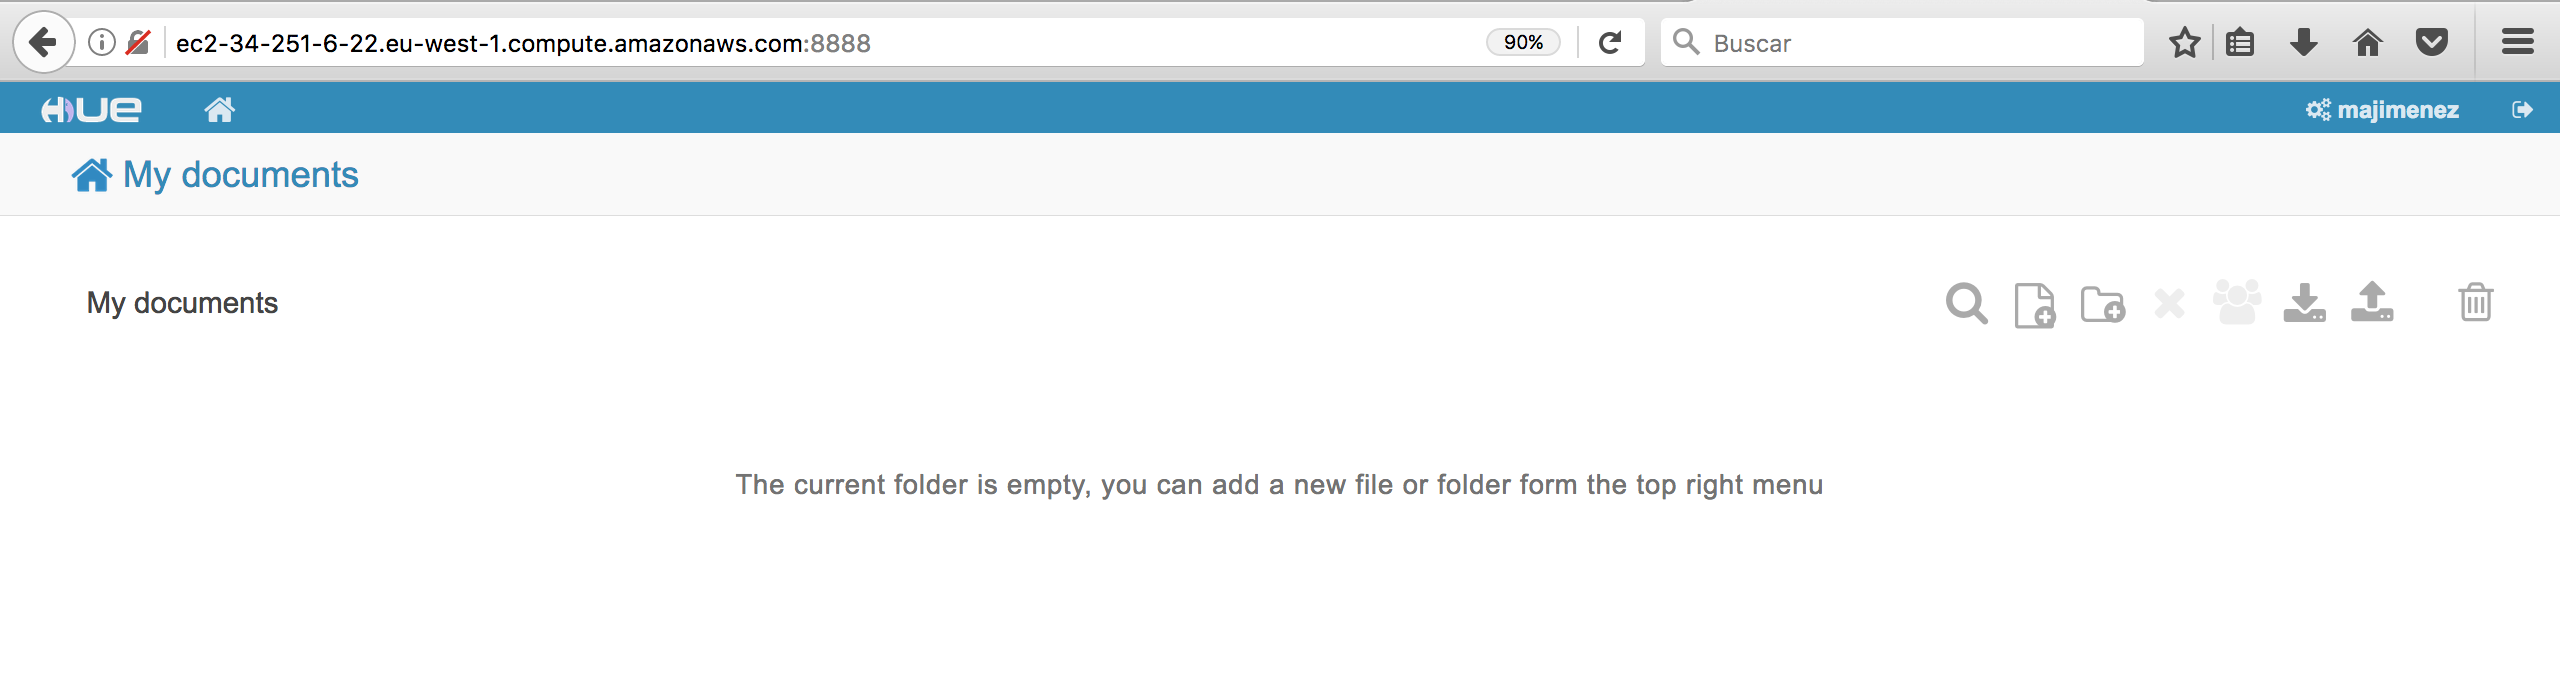 ec2-34-251-6-22.eu-west-1.compute.amazonaws.com:8888 90% Buscar
HUE majimenez
My documents
My documents
The current folder is empty, you can add a new file or folder form the top right menu